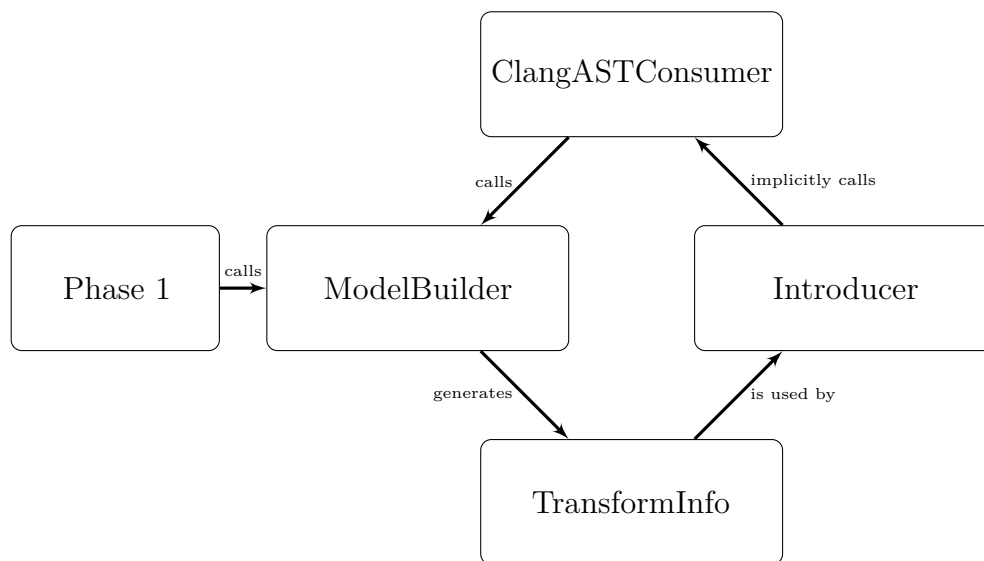 ClangASTConsumer
calls
implicitly calls
Phase 1
calls
ModelBuilder
Introducer
generates
is used by
TransformInfo